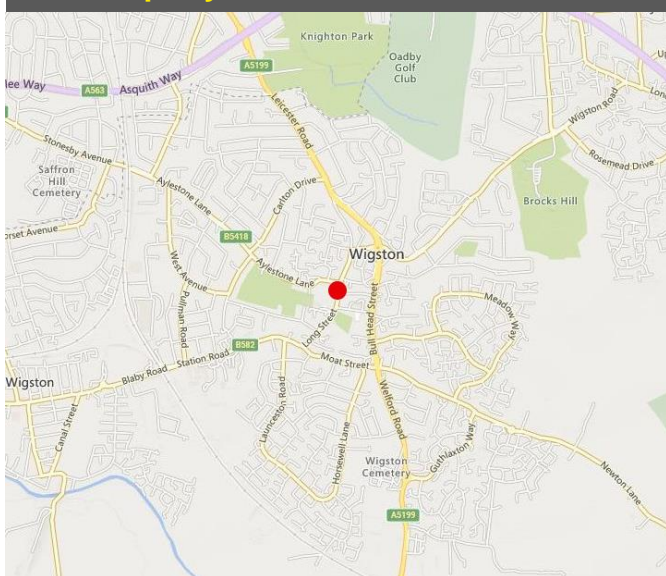 Knighton Park
Oadby
Golf
Club
A5199
A563
Asquith Way
Leicester Road
Wigston Road
Stonesby Avenue
Rosemead Drive
Saffron
Hill
Cemetery
Aylestone Lane
Carlton Drive
Brocks Hill
B5418
Wigston
West Avenue
Aylestone Lane
Pullman Road
Long Street
Bull Head Street
Meadow Way
B582
Moat Street
Station Road
Blaby Road
Wigston
Launceston Road
Welford Road
Canal Street
Horsewell Lane
Guthlaxton Way
Wigston
Cemetery
Newton Lane
A5199